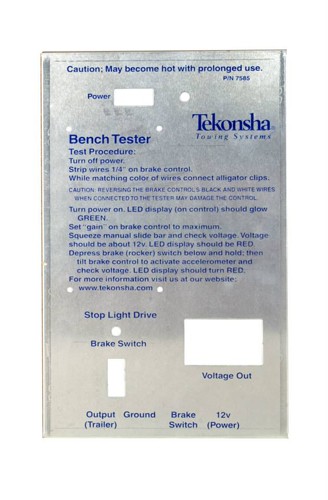 Caution; May become hot with prolonged use.
P/N 7585
Power
Tekonsha
Towing Systems
Bench Tester
Test Procedure:
Turn off power.
Strip wires 1/4" on brake control.
While matching color of wires connect alligator clips.
CAUTION: REVERSING THE BRAKE CONTROL'S BLACK AND WHITE WIRES
WHEN CONNECTED TO THE TESTER MAY DAMAGE THE CONTROL.
Turn power on. LED display (on control) should glow
GREEN.
Set "gain" on brake control to maximum.
Squeeze manual slide bar and check voltage. Voltage
should be about 12v. LED display should be RED.
Depress brake (rocker) switch below and hold; then
tilt brake control to activate accelerometer and
check voltage. LED display should turn RED.
For more information visit us at our website:
www.tekonsha.com
Stop Light Drive
Brake Switch
Voltage Out
Output Ground Brake 12v
(Trailer) Switch (Power)